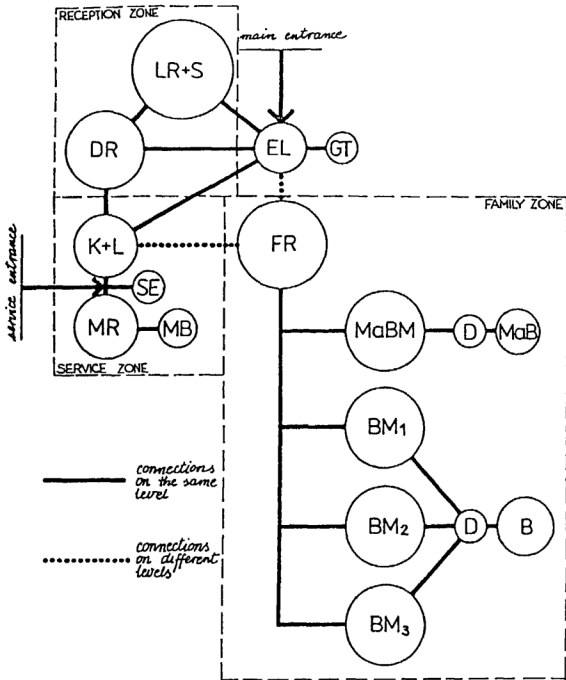 RECEPTION ZONE
main entrance
LR+S
DR
EL
GT
FAMILY ZONE
K+L
FR
service entrance
SE
MR
MB
SERVICE ZONE
MaBM
D
MaB
BM1
BM2
D
B
BM3
connections
on the same
level
connections
on different
levels